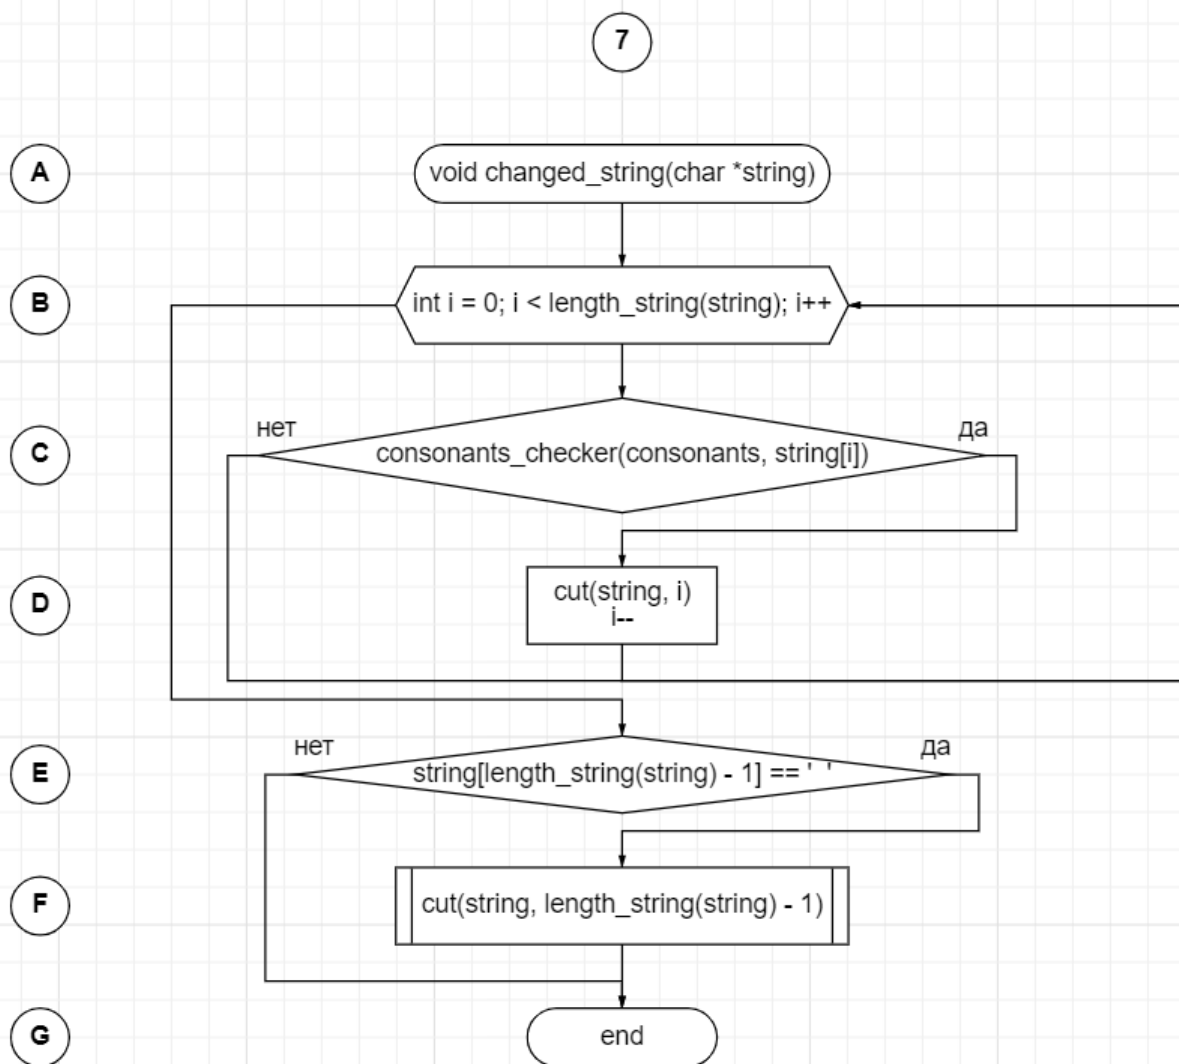 7
A
void changed_string(char *string)
B
int i = 0; i < length_string(string); i++
нет
да
C
consonants_checker(consonants, string[i])
D
cut(string, i)
i--
нет
да
E
string[length_string(string) - 1] == ' '
F
cut(string, length_string(string) - 1)
G
end